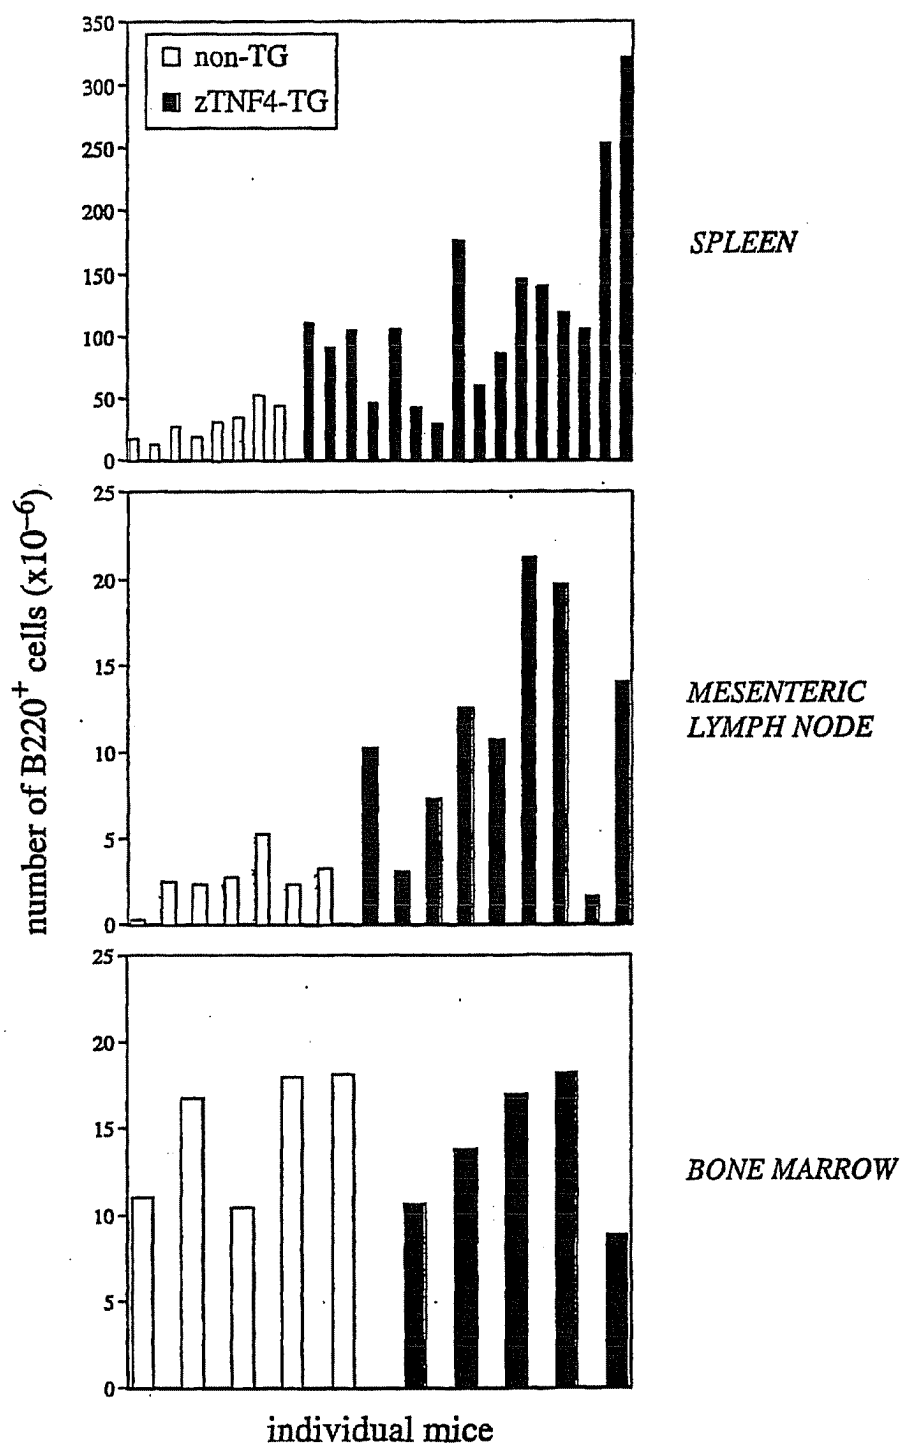 number of B220⁺ cells (x10⁻⁶)
350
300
250
200
150
100
50
0
non-TG
zTNF4-TG
SPLEEN
25
20
15
10
5
0
MESENTERIC
LYMPH NODE
25
20
15
10
5
0
BONE MARROW
individual mice